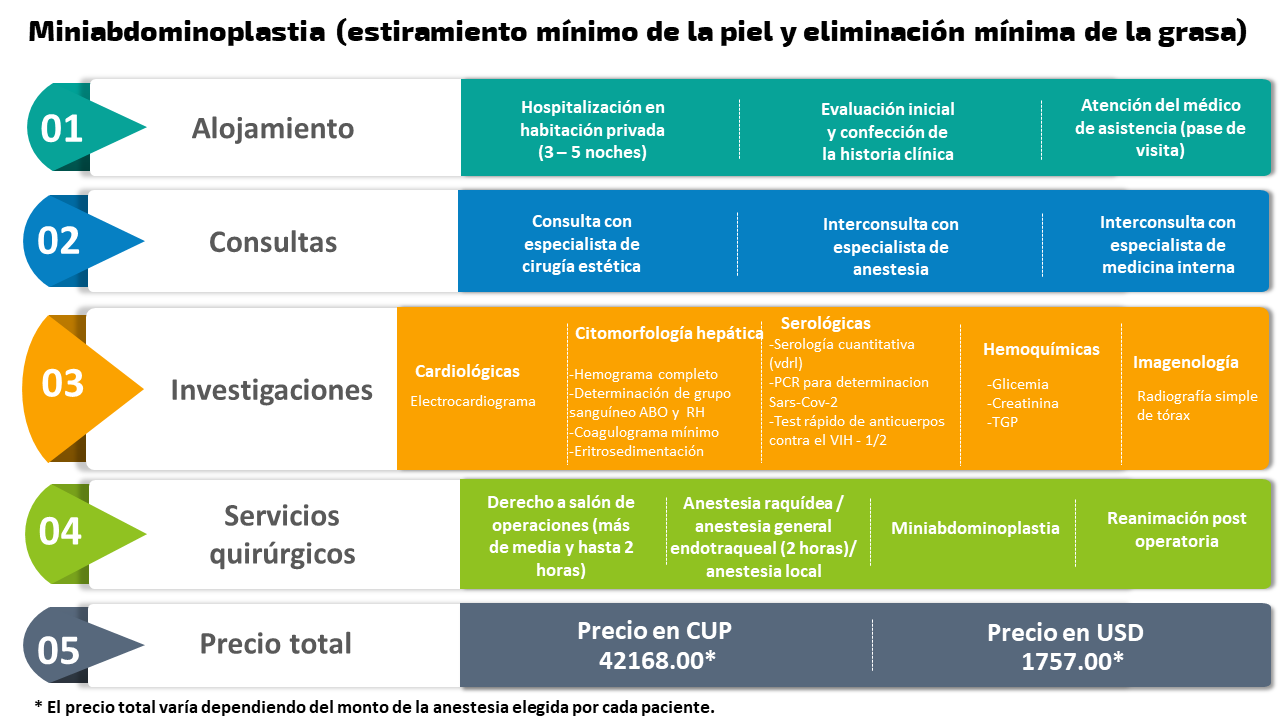 Miniabdominoplastia (estiramiento mínimo de la piel y eliminación mínima de la grasa)
01
Alojamiento
Hospitalización en
habitación privada
(3 – 5 noches)
Evaluación inicial
y confección de
la historia clínica
Atención del médico
de asistencia (pase de
visita)
02
Consultas
Consulta con
especialista de
cirugía estética
Interconsulta con
especialista de
anestesia
Interconsulta con
especialista de
medicina interna
03
Investigaciones
Cardiológicas
Electrocardiograma
Citomorfología hepática
-Hemograma completo
-Determinación de grupo
sanguíneo ABO y RH
-Coagulograma mínimo
-Eritrosedimentación
Serológicas
-Serología cuantitativa
(vdrl)
-PCR para determinacion
Sars-Cov-2
-Test rápido de anticuerpos
contra el VIH - 1/2
Hemoquímicas
-Glicemia
-Creatinina
-TGP
Imagenología
Radiografía simple
de tórax
04
Servicios
quirúrgicos
Derecho a salón de
operaciones (más
de media y hasta 2
horas)
Anestesia raquídea /
anestesia general
endotraqueal (2 horas)/
anestesia local
Miniabdominoplastia
Reanimación post
operatoria
05
Precio total
Precio en CUP
42168.00*
Precio en USD
1757.00*
* El precio total varía dependiendo del monto de la anestesia elegida por cada paciente.